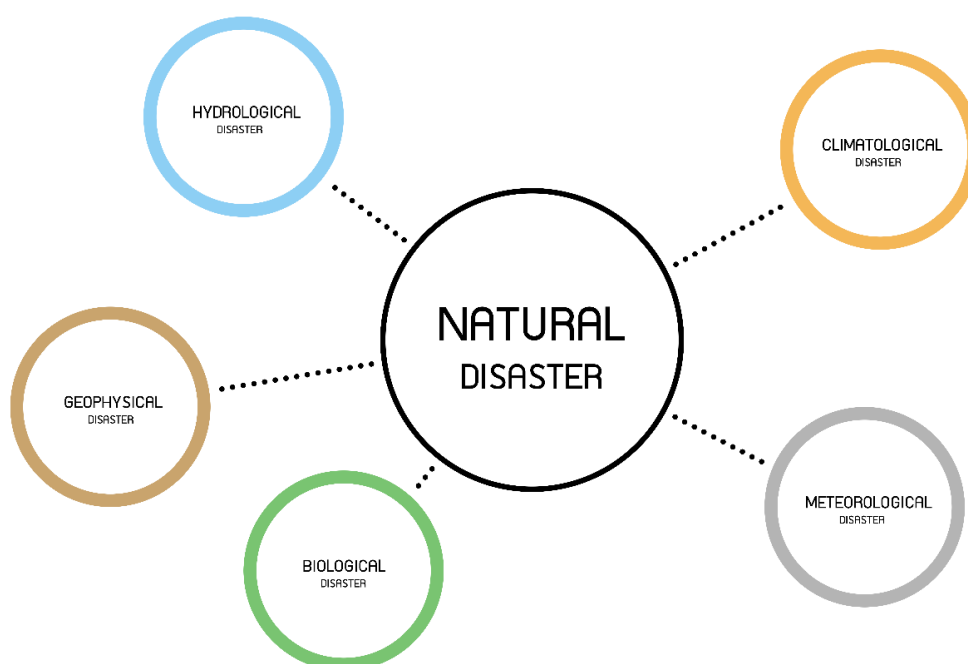 HYDROLOGICAL
DISASTER
CLIMATOLOGICAL
DISASTER
NATURAL
DISASTER
GEOPHYSICAL
DISASTER
METEOROLOGICAL
DISASTER
BIOLOGICAL
DISASTER